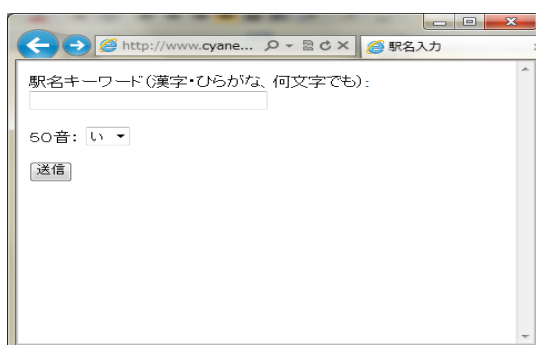 http://www.cyane...
駅名入力
駅名キーワード(漢字・ひらがな、何文字でも):
50音: い
送信